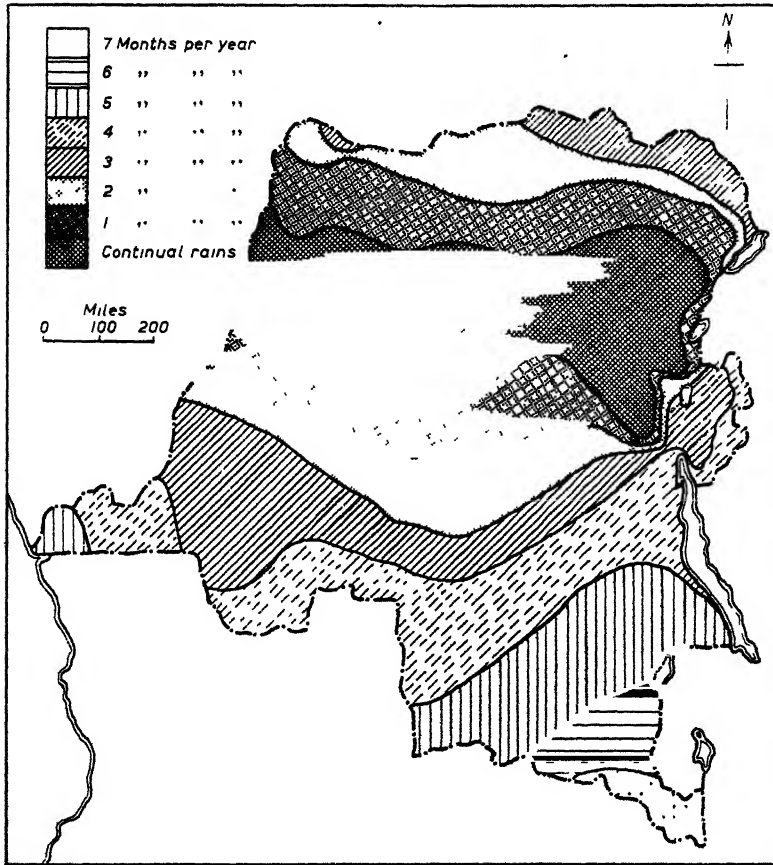 N
7 Months per year
6 " " "
5 " " "
4 " " "
3 " " "
2 " "
1 " " "
Continual rains
Miles
0 100 200